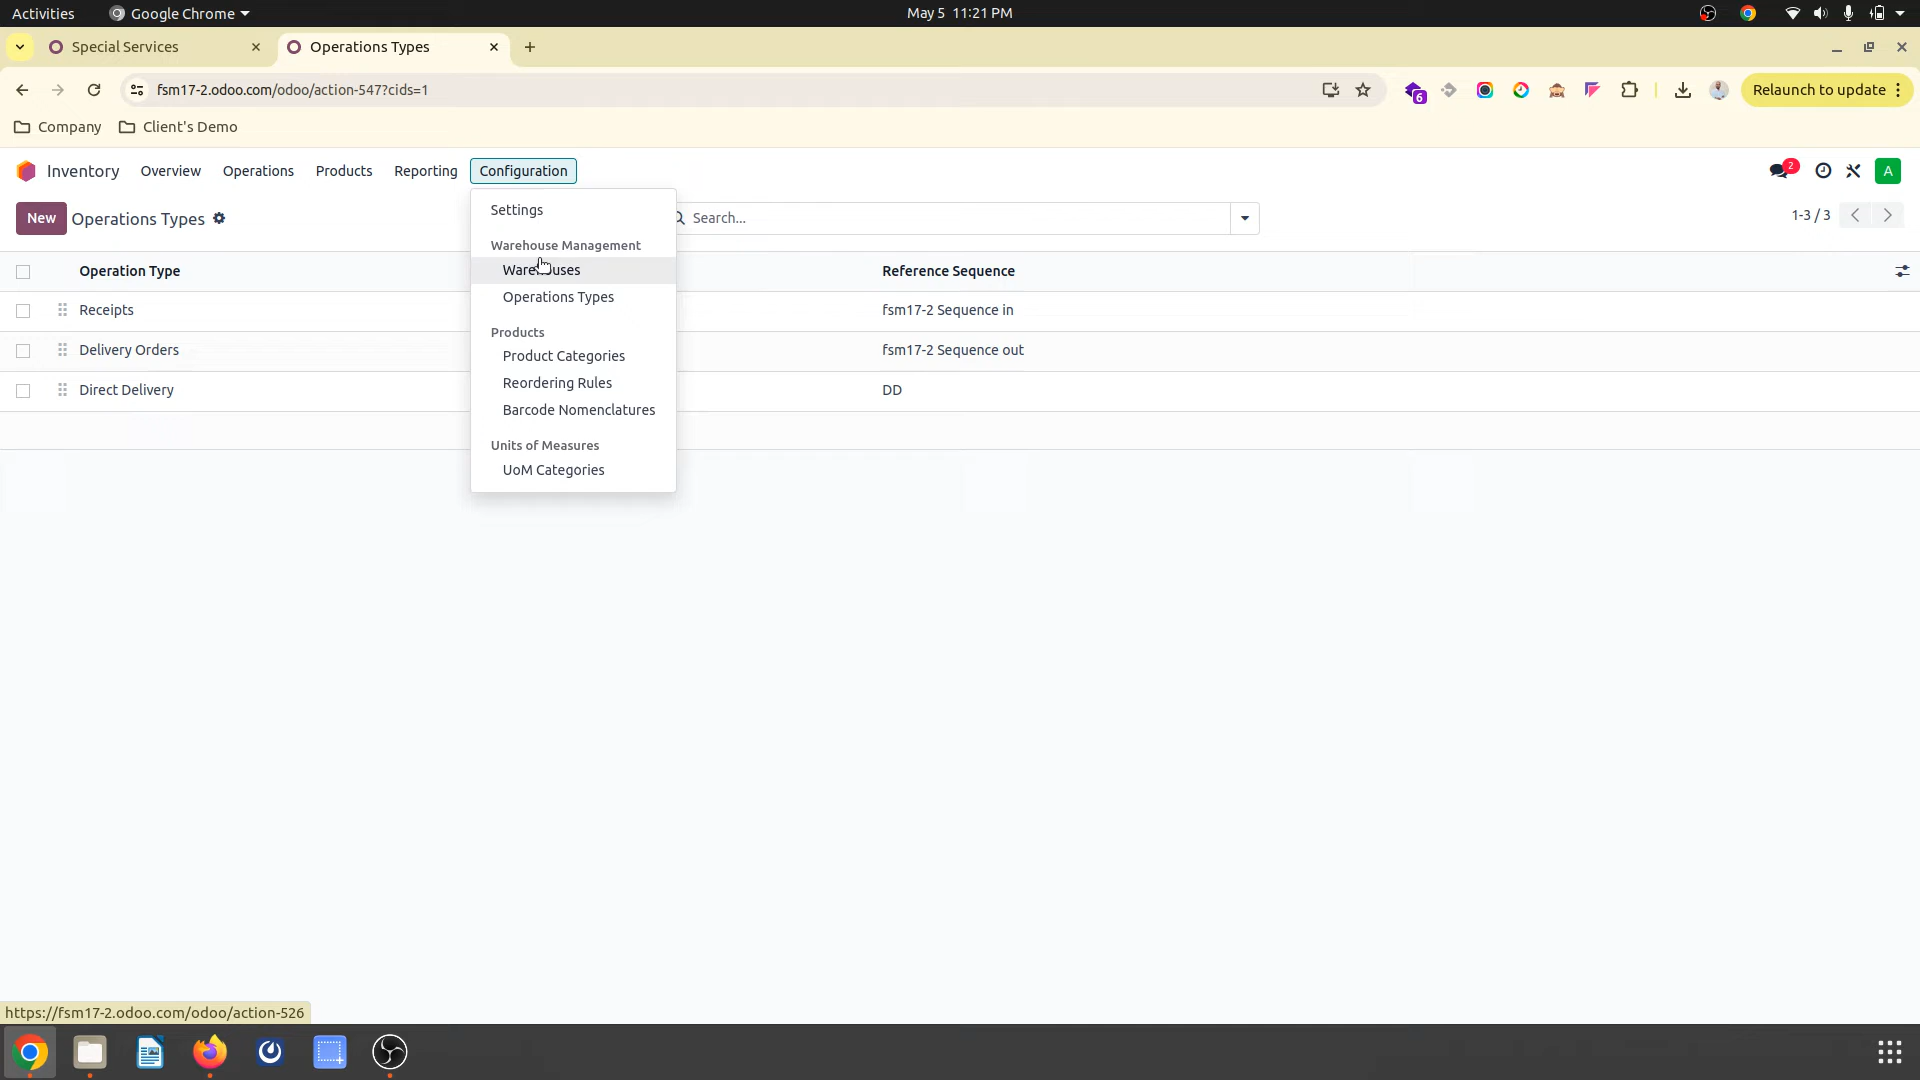 Activities
Google Chrome
May 5 11:21 PM
Special Services
Operations Types
fsm17-2.odoo.com/odoo/action-547?cids=1
6
Relaunch to update
Company
Client's Demo
Inventory
Overview
Operations
Products
Reporting
Configuration
2
A
New
Operations Types
Search...
1-3 / 3
Settings
Warehouse Management
Warehouses
Operations Types
Products
Product Categories
Reordering Rules
Barcode Nomenclatures
Units of Measures
UoM Categories
Operation Type
Reference Sequence
Receipts
fsm17-2 Sequence in
Delivery Orders
fsm17-2 Sequence out
Direct Delivery
DD
https://fsm17-2.odoo.com/odoo/action-526